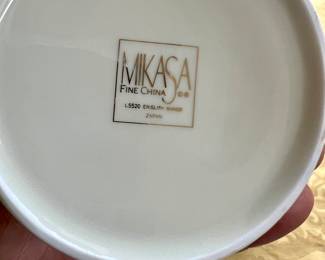 MIKASA
FINE CHINA ©®
L5520 ENGLISH
JAPAN